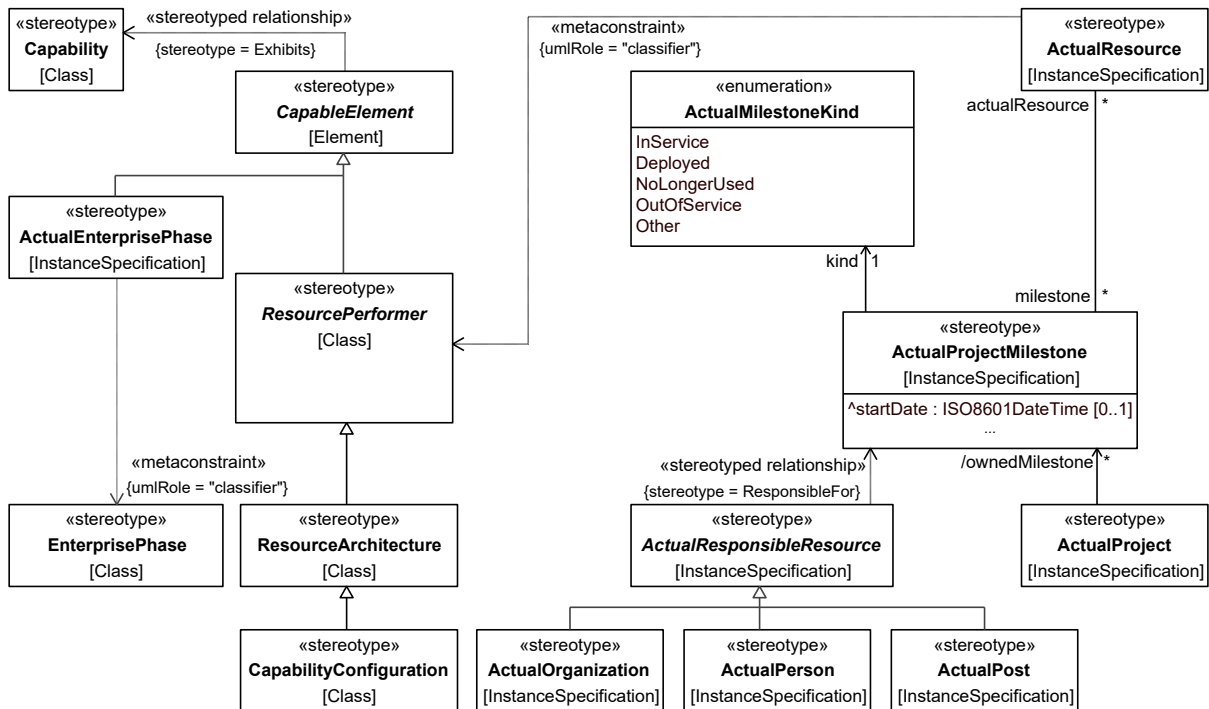 «stereotype»
Capability
[Class]
«stereotyped relationship»
{stereotype = Exhibits}
«metaconstraint»
{umlRole = "classifier"}
«stereotype»
ActualResource
[InstanceSpecification]
«stereotype»
CapableElement
[Element]
«enumeration»
ActualMilestoneKind
InService
Deployed
NoLongerUsed
OutOfService
Other
actualResource *
«stereotype»
ActualEnterprisePhase
[InstanceSpecification]
kind 1
«stereotype»
ResourcePerformer
[Class]
milestone *
«stereotype»
ActualProjectMilestone
[InstanceSpecification]
^startDate : ISO8601DateTime [0..1]
...
«metaconstraint»
{umlRole = "classifier"}
«stereotyped relationship»
{stereotype = ResponsibleFor}
/ownedMilestone *
«stereotype»
EnterprisePhase
[Class]
«stereotype»
ResourceArchitecture
[Class]
«stereotype»
ActualResponsibleResource
[InstanceSpecification]
«stereotype»
ActualProject
[InstanceSpecification]
«stereotype»
CapabilityConfiguration
[Class]
«stereotype»
ActualOrganization
[InstanceSpecification]
«stereotype»
ActualPerson
[InstanceSpecification]
«stereotype»
ActualPost
[InstanceSpecification]